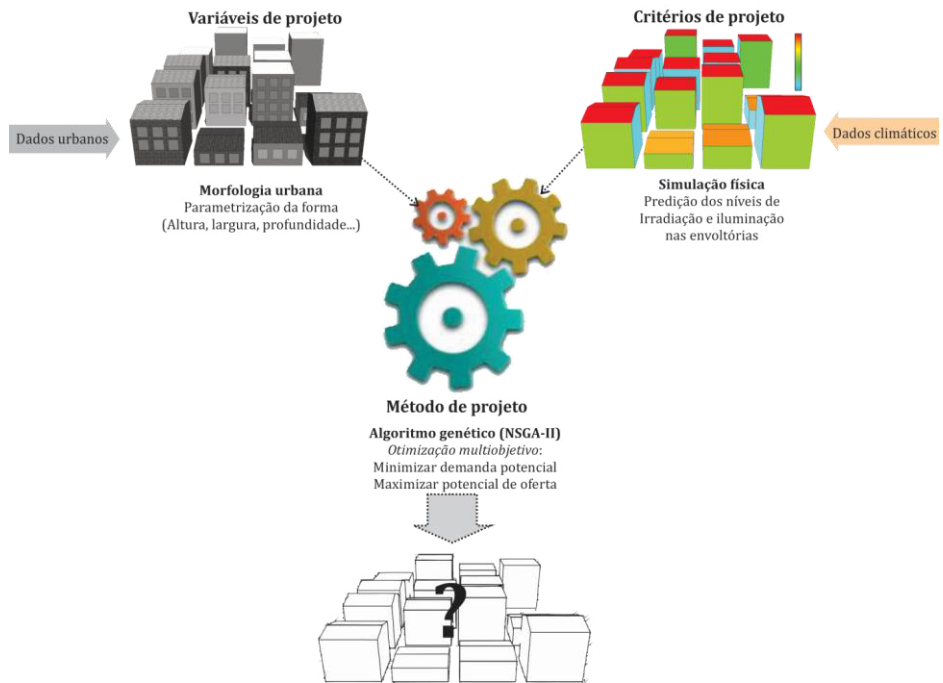 Variáveis de projeto
Critérios de projeto
Dados urbanos
Dados climáticos
Morfologia urbana
Parametrização da forma
(Altura, largura, profundidade...)
Simulação física
Predição dos níveis de
Irradiação e iluminação
nas envoltórias
Método de projeto
Algoritmo genético (NSGA-II)
Otimização multiobjetivo:
Minimizar demanda potencial
Maximizar potencial de oferta
?